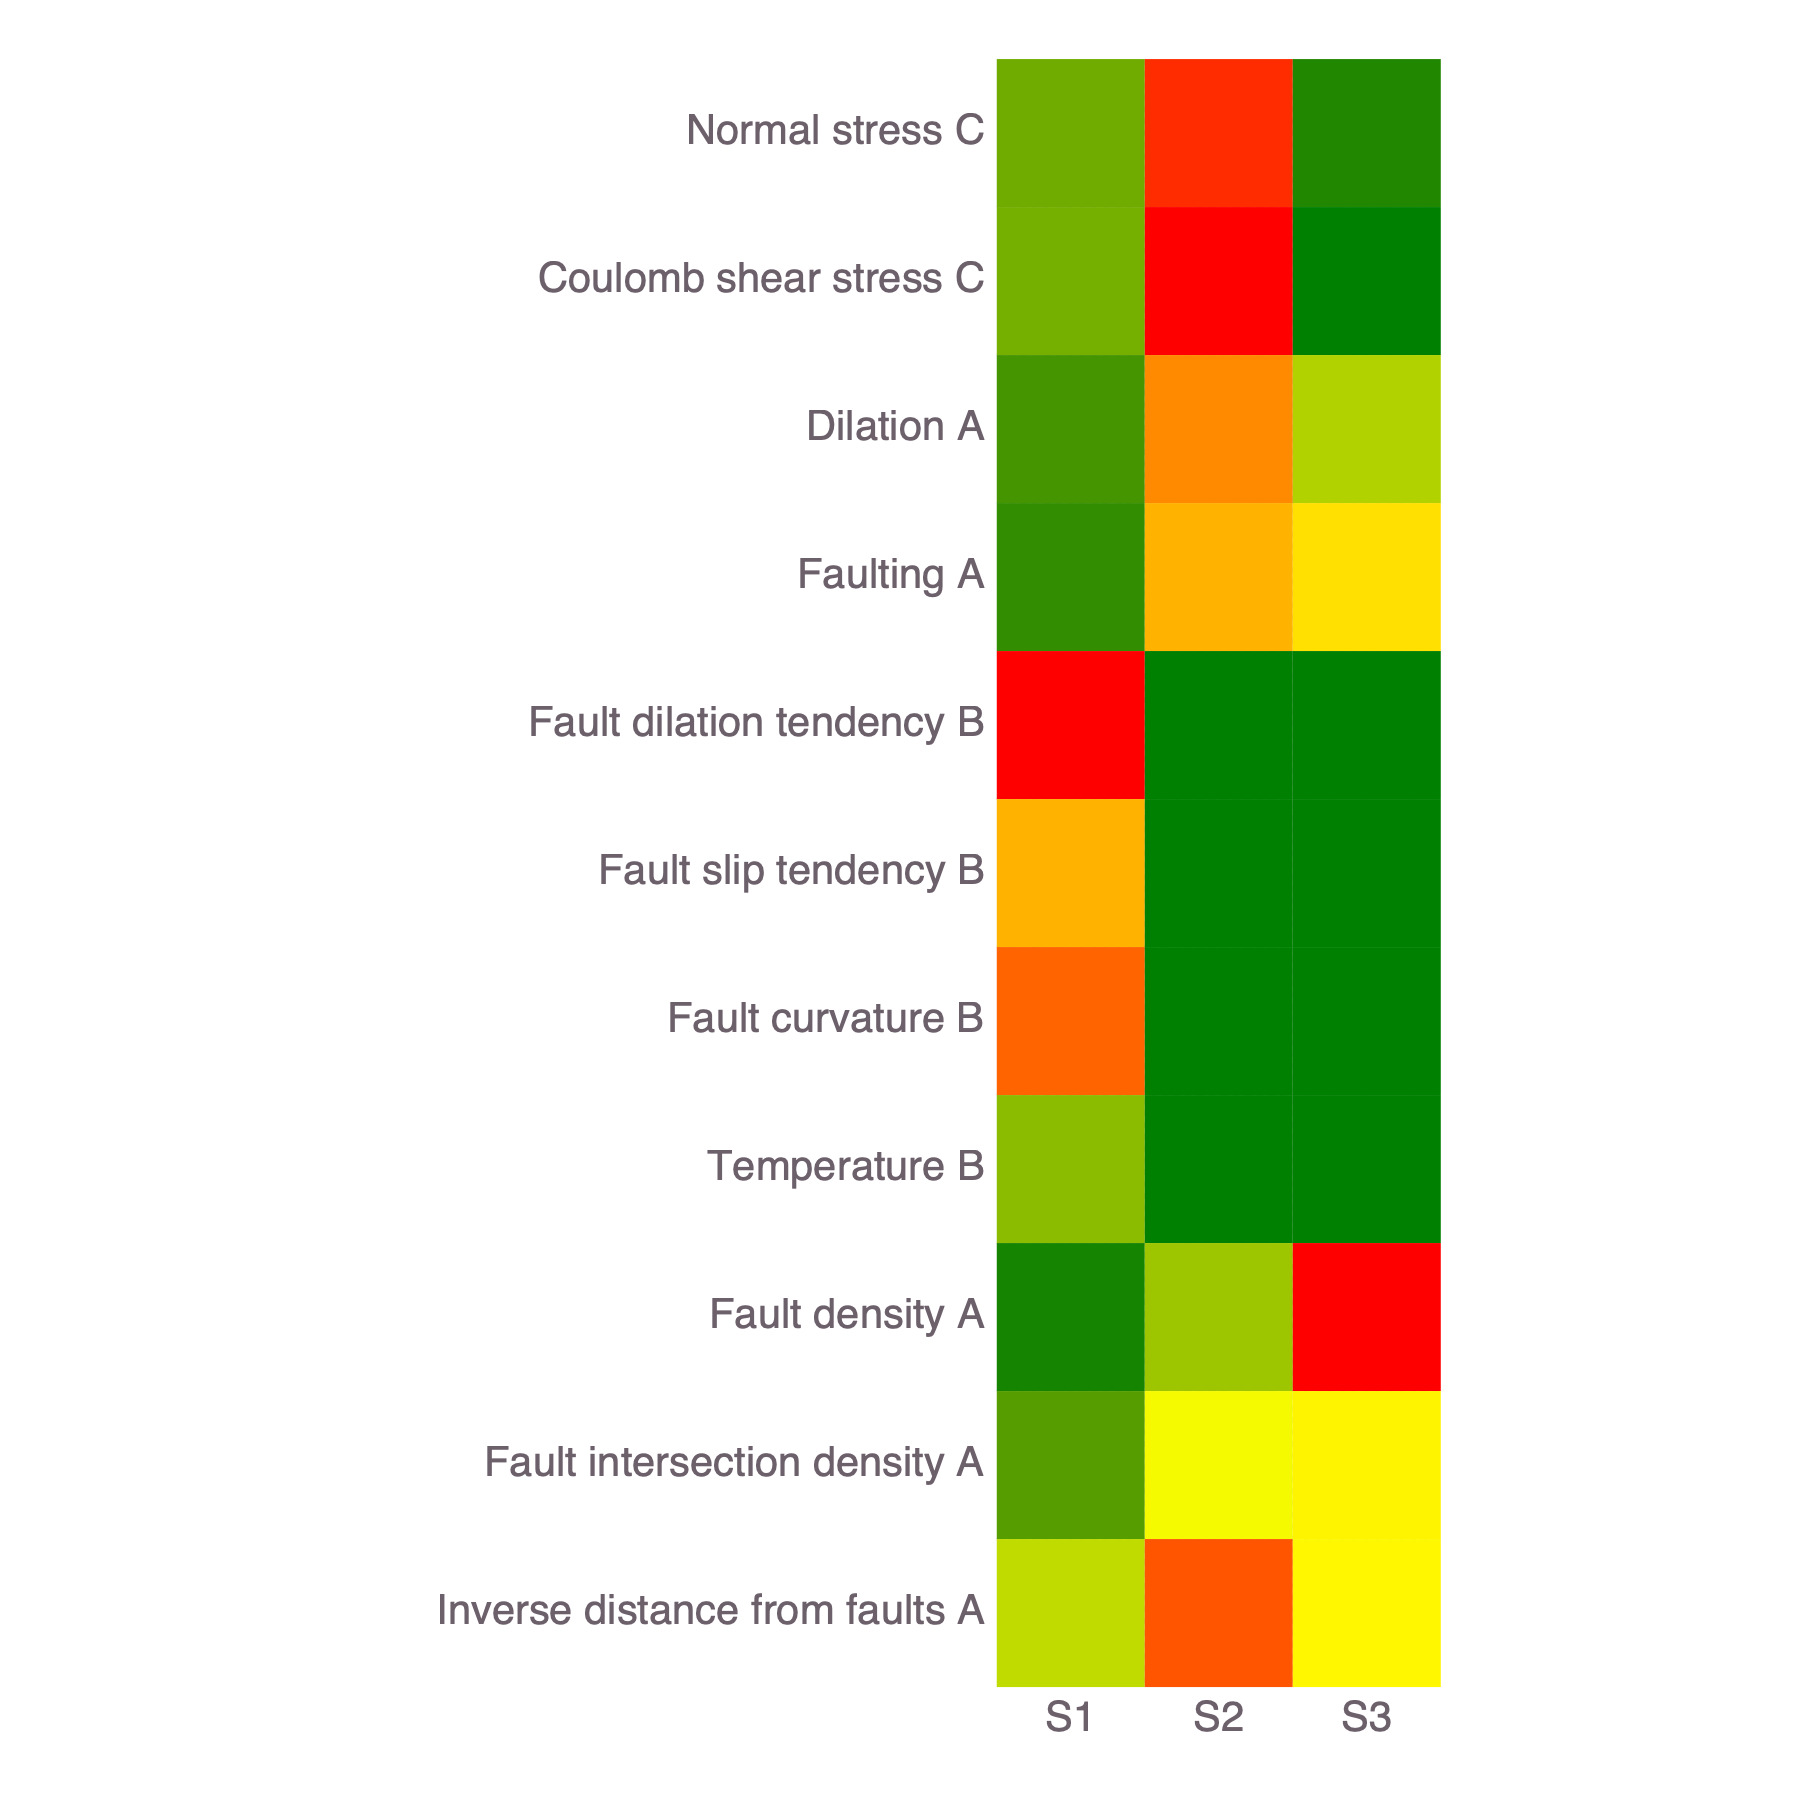 Normal stress C
Coulomb shear stress C
Dilation A
Faulting A
Fault dilation tendency B
Fault slip tendency B
Fault curvature B
Temperature B
Fault density A
Fault intersection density A
Inverse distance from faults A
S1 S2 S3